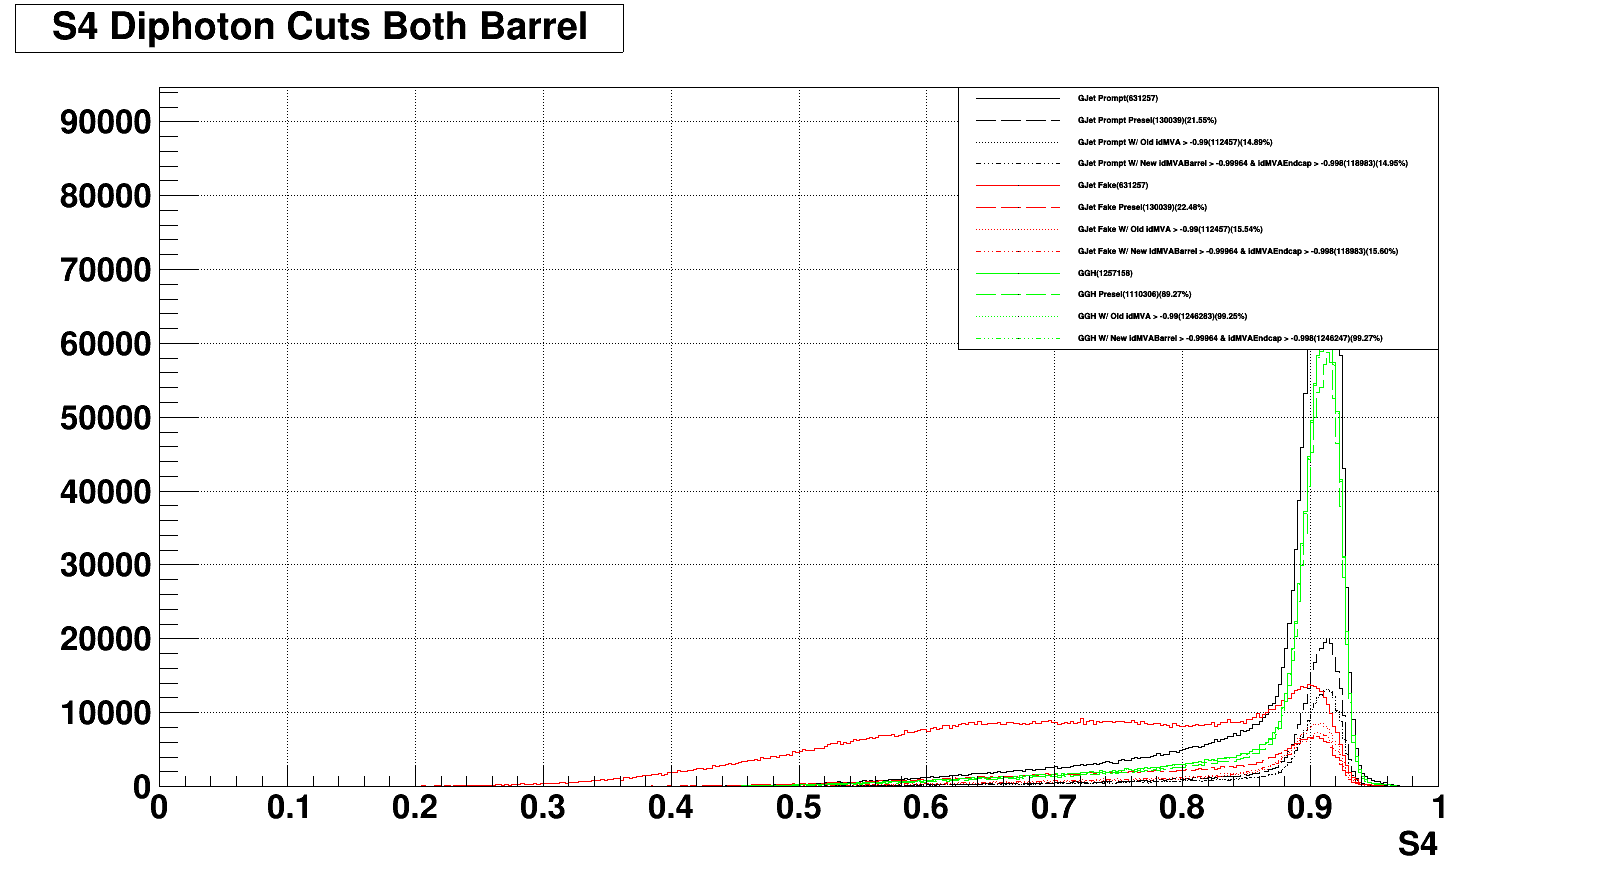 S4 Diphoton Cuts Both Barrel
GJet Prompt(631257)
GJet Prompt Presel(130039)(21.55%)
GJet Prompt W/ Old idMVA > -0.99(112457)(14.89%)
GJet Prompt W/ New idMVABarrel > -0.99964 & idMVAEndcap > -0.998(118983)(14.95%)
GJet Fake(631257)
GJet Fake Presel(130039)(22.48%)
GJet Fake W/ Old idMVA > -0.99(112457)(15.54%)
GJet Fake W/ New idMVABarrel > -0.99964 & idMVAEndcap > -0.998(118983)(15.60%)
GGH(1257158)
GGH Presel(1110306)(89.27%)
GGH W/ Old idMVA > -0.99(1246283)(99.25%)
GGH W/ New idMVABarrel > -0.99964 & idMVAEndcap > -0.998(1246247)(99.27%)
90000
80000
70000
60000
50000
40000
30000
20000
10000
0
0 0.1 0.2 0.3 0.4 0.5 0.6 0.7 0.8 0.9 1
S4